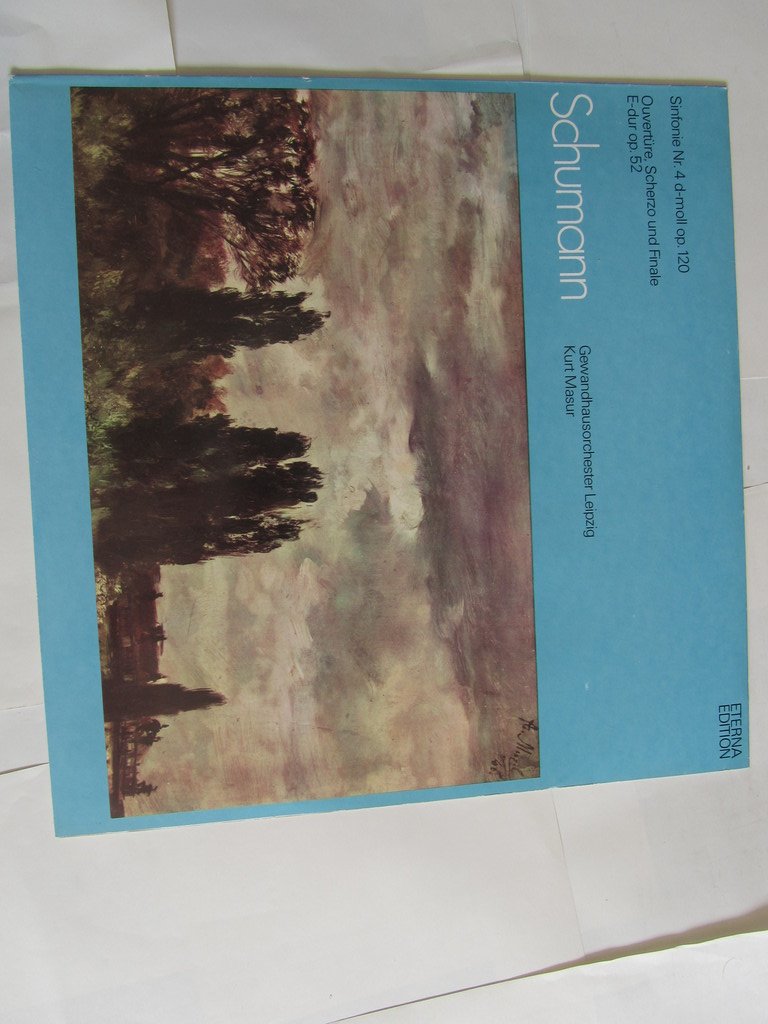 Sinfonie Nr. 4 d-moll op. 120
Ouvertüre, Scherzo und Finale
E-dur op. 52
ETERNA
EDITION
Schumann
Gewandhausorchester Leipzig
Kurt Masur